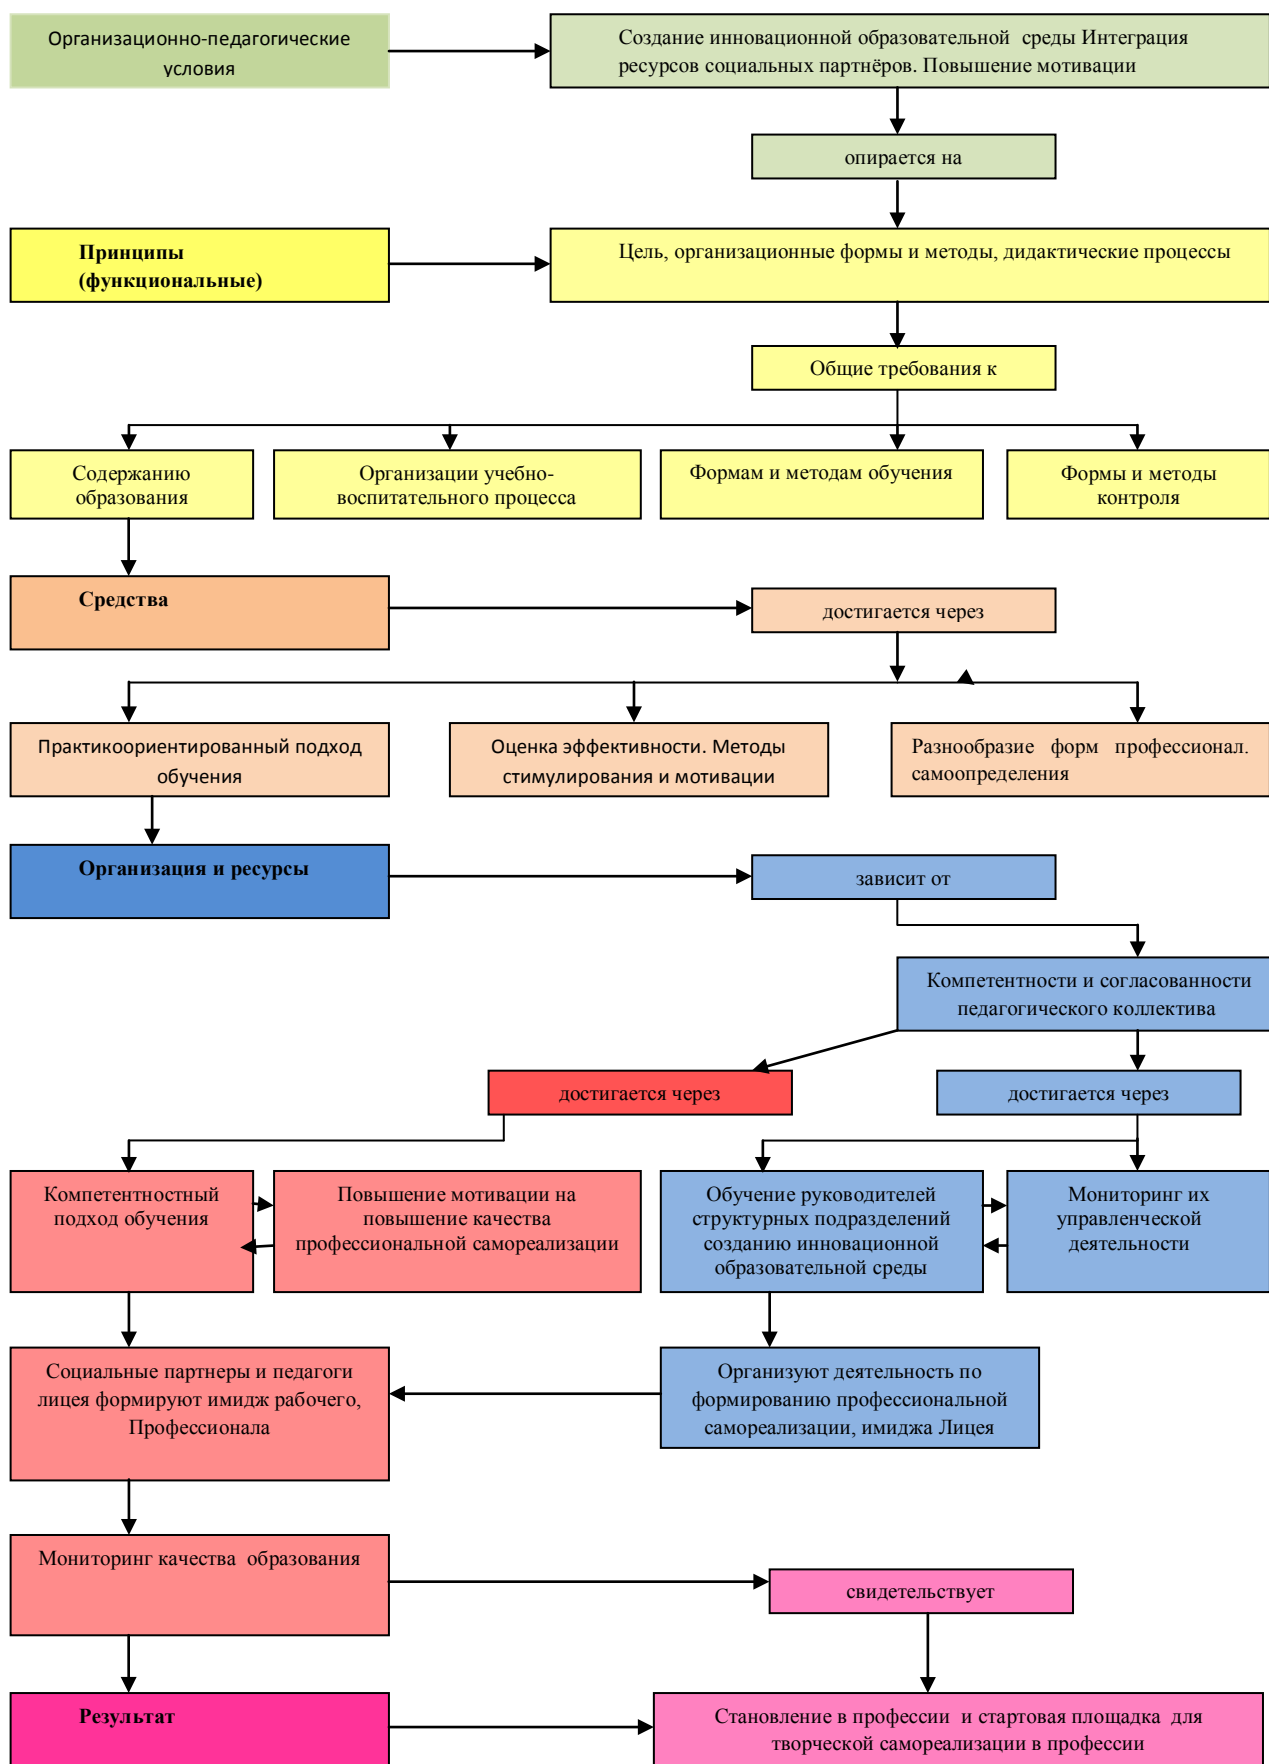 Организационно-педагогические
условия
Создание инновационной образовательной среды Интеграция
ресурсов социальных партнёров. Повышение мотивации
опирается на
Принципы
(функциональные)
Цель, организационные формы и методы, дидактические процессы
Общие требования к
Содержанию
образования
Организации учебно-
воспитательного процесса
Формам и методам обучения
Формы и методы
контроля
Средства
достигается через
Практикоориентированный подход
обучения
Оценка эффективности. Методы
стимулирования и мотивации
Разнообразие форм профессионал.
самоопределения
Организация и ресурсы
зависит от
Компетентности и согласованности
педагогического коллектива
достигается через
достигается через
Компетентностный
подход обучения
Повышение мотивации на
повышение качества
профессиональной самореализации
Обучение руководителей
структурных подразделений
созданию инновационной
образовательной среды
Мониторинг их
управленческой
деятельности
Социальные партнеры и педагоги
лицея формируют имидж рабочего,
Профессионала
Организуют деятельность по
формированию профессиональной
самореализации, имиджа Лицея
Мониторинг качества образования
свидетельствует
Результат
Становление в профессии и стартовая площадка для
творческой самореализации в профессии